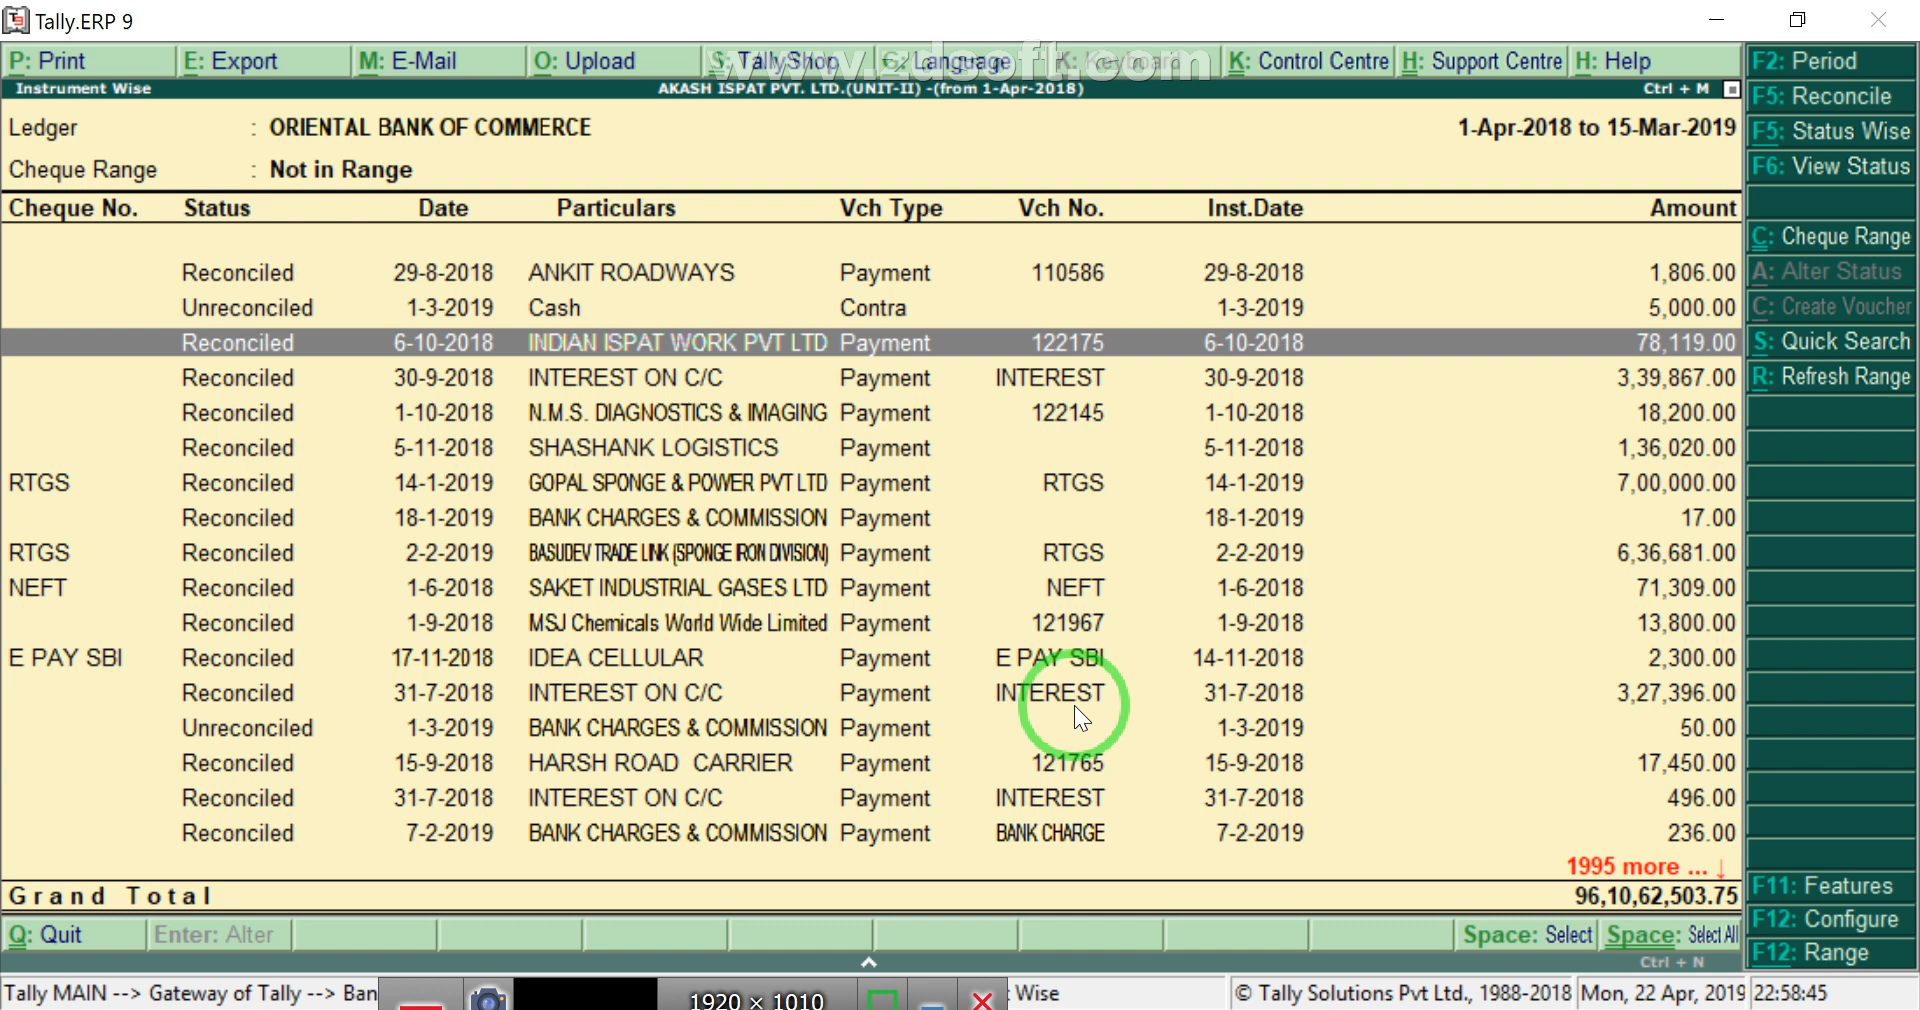 Tally.ERP 9
P: Print E: Export M: E-Mail O: Upload S: TallyShop G: Language K: Keyboard K: Control Centre H: Support Centre H: Help
www.zdsoft.com
Instrument Wise AKASH ISPAT PVT. LTD.(UNIT-II) -(from 1-Apr-2018) Ctrl + M
Ledger : ORIENTAL BANK OF COMMERCE 1-Apr-2018 to 15-Mar-2019
Cheque Range : Not in Range
Cheque No. Status Date Particulars Vch Type Vch No. Inst.Date Amount
Reconciled 29-8-2018 ANKIT ROADWAYS Payment 110586 29-8-2018 1,806.00
Unreconciled 1-3-2019 Cash Contra 1-3-2019 5,000.00
Reconciled 6-10-2018 INDIAN ISPAT WORK PVT LTD Payment 122175 6-10-2018 78,119.00
Reconciled 30-9-2018 INTEREST ON C/C Payment INTEREST 30-9-2018 3,39,867.00
Reconciled 1-10-2018 N.M.S. DIAGNOSTICS & IMAGING Payment 122145 1-10-2018 18,200.00
Reconciled 5-11-2018 SHASHANK LOGISTICS Payment 5-11-2018 1,36,020.00
RTGS Reconciled 14-1-2019 GOPAL SPONGE & POWER PVT LTD Payment RTGS 14-1-2019 7,00,000.00
Reconciled 18-1-2019 BANK CHARGES & COMMISSION Payment 18-1-2019 17.00
RTGS Reconciled 2-2-2019 BASUDEV TRADE LINK (SPONGE IRON DIVISION) Payment RTGS 2-2-2019 6,36,681.00
NEFT Reconciled 1-6-2018 SAKET INDUSTRIAL GASES LTD Payment NEFT 1-6-2018 71,309.00
Reconciled 1-9-2018 MSJ Chemicals World Wide Limited Payment 121967 1-9-2018 13,800.00
E PAY SBI Reconciled 17-11-2018 IDEA CELLULAR Payment E PAY SBI 14-11-2018 2,300.00
Reconciled 31-7-2018 INTEREST ON C/C Payment INTEREST 31-7-2018 3,27,396.00
Unreconciled 1-3-2019 BANK CHARGES & COMMISSION Payment 1-3-2019 50.00
Reconciled 15-9-2018 HARSH ROAD CARRIER Payment 121765 15-9-2018 17,450.00
Reconciled 31-7-2018 INTEREST ON C/C Payment INTEREST 31-7-2018 496.00
Reconciled 7-2-2019 BANK CHARGES & COMMISSION Payment BANK CHARGE 7-2-2019 236.00
1995 more ... ↓
Grand Total 96,10,62,503.75
Q: Quit Enter: Alter Space: Select Space: Select All
Ctrl + N
F2: Period
F5: Reconcile
F5: Status Wise
F6: View Status
C: Cheque Range
A: Alter Status
C: Create Voucher
S: Quick Search
R: Refresh Range
F11: Features
F12: Configure
F12: Range
Tally MAIN --> Gateway of Tally --> Ban 1920 × 1010 Wise © Tally Solutions Pvt Ltd., 1988-2018 Mon, 22 Apr, 2019 22:58:45